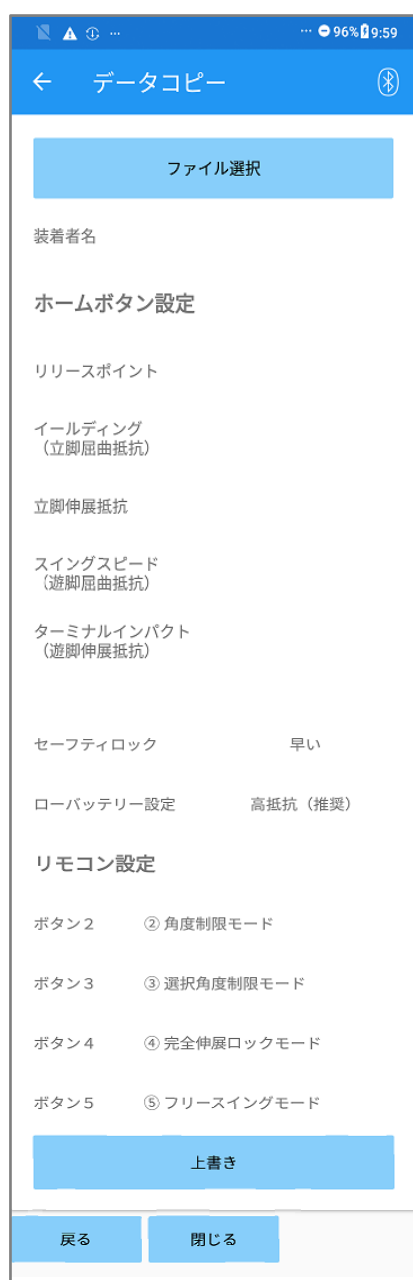 96% 9:59
データコピー
ファイル選択
装着者名
ホームボタン設定
リリースポイント
イールディング
（立脚屈曲抵抗）
立脚伸展抵抗
スイングスピード
（遊脚屈曲抵抗）
ターミナルインパクト
（遊脚伸展抵抗）
セーフティロック 早い
ローバッテリー設定 高抵抗（推奨）
リモコン設定
ボタン２ ② 角度制限モード
ボタン３ ③ 選択角度制限モード
ボタン４ ④ 完全伸展ロックモード
ボタン５ ⑤ フリースイングモード
上書き
戻る 閉じる